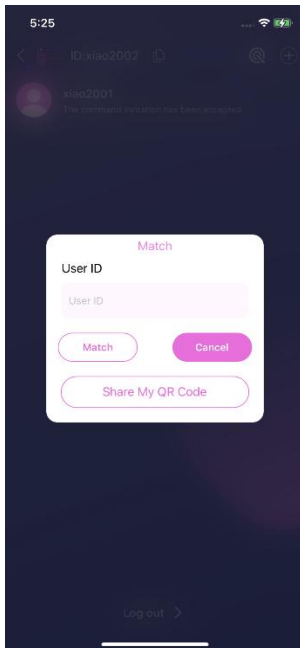 5:25
ID:xiao2002
xiao2001
The command invitation has been accepted
Match
User ID
User ID
Match
Cancel
Share My QR Code
Log out